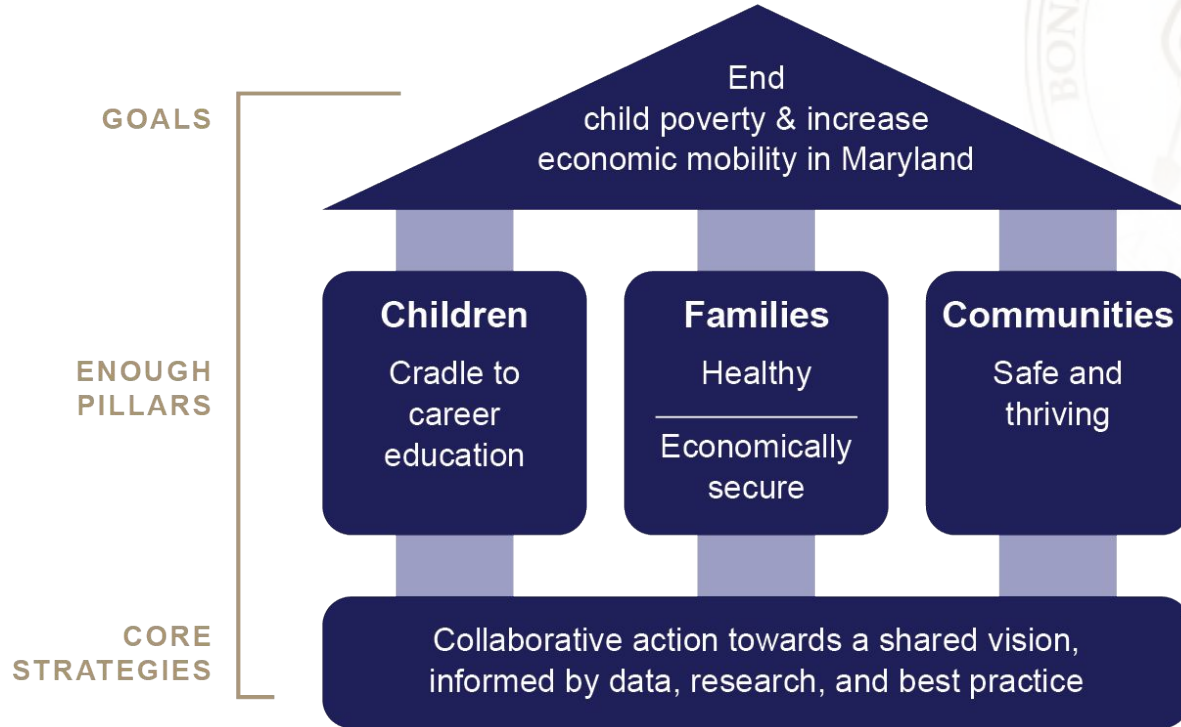 GOALS
End
child poverty & increase
economic mobility in Maryland
ENOUGH
PILLARS
Children
Cradle to
career
education
Families
Healthy
Economically
secure
Communities
Safe and
thriving
CORE
STRATEGIES
Collaborative action towards a shared vision,
informed by data, research, and best practice